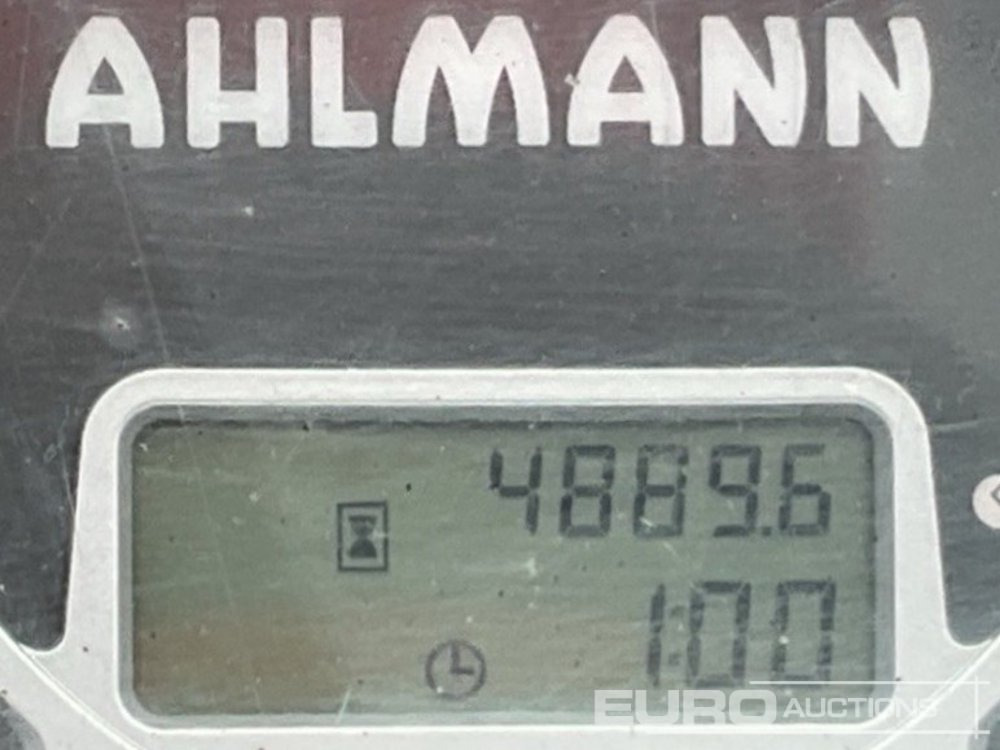 AHLMANN
4889.6
1:00
EURO AUCTIONS